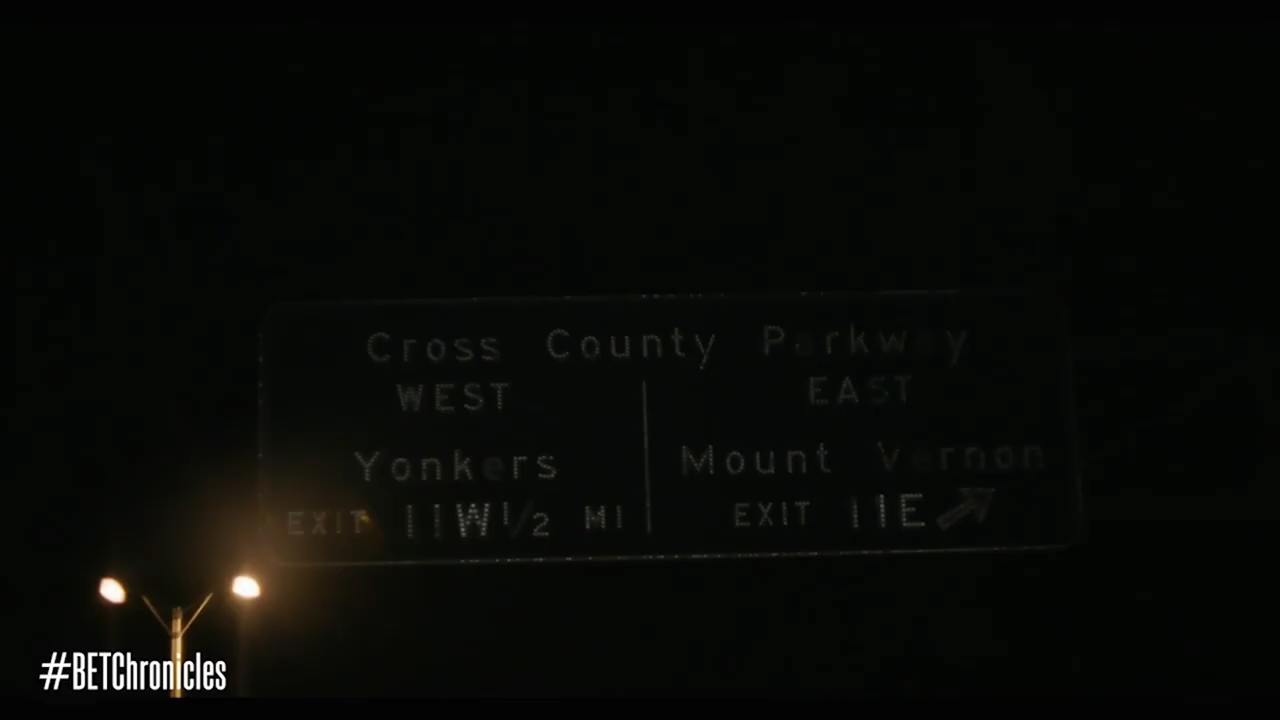 Cross County Parkway
WEST
EAST
Yonkers
Mount Vernon
EXIT 11W 1/2 MI
EXIT 11E
#BETChronicles